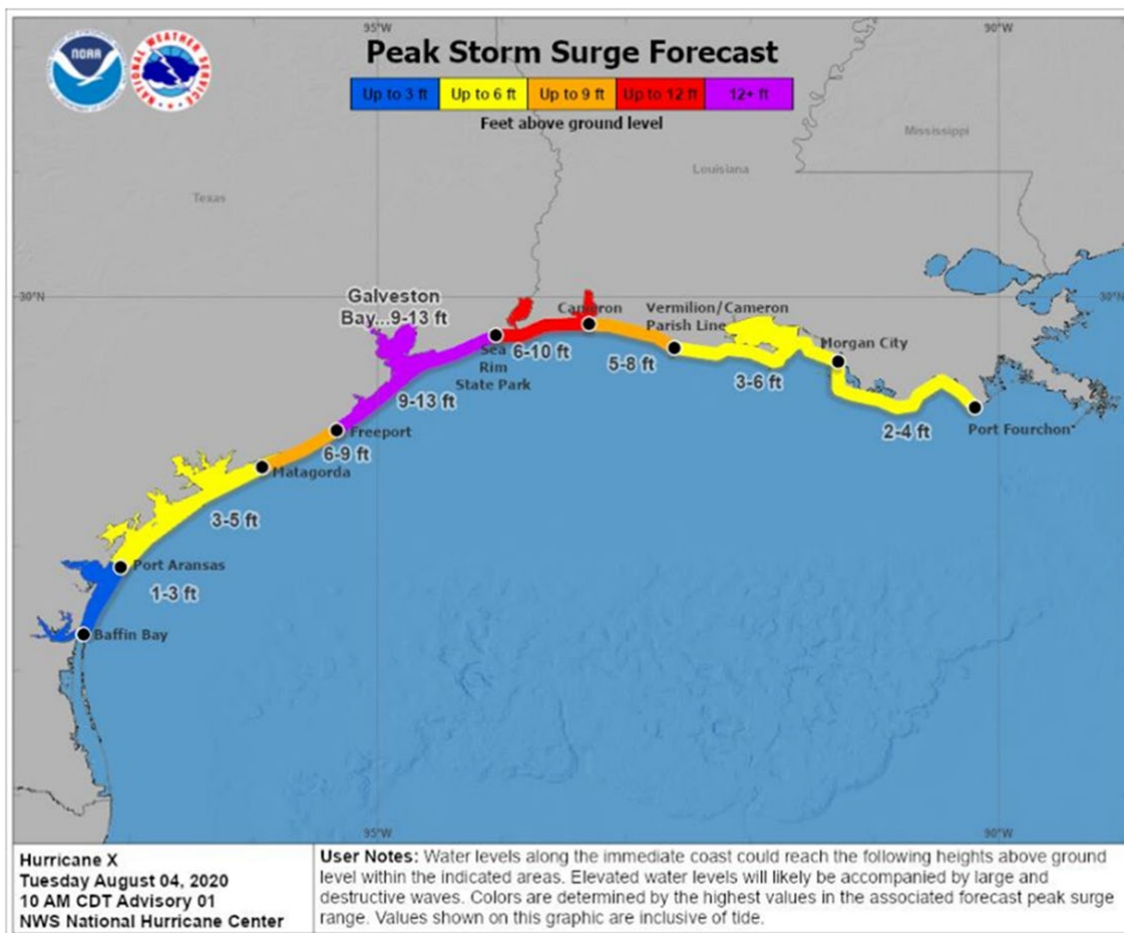 95°W
90°W
NOAA
NATIONAL WEATHER SERVICE
Peak Storm Surge Forecast
Up to 3 ft
Up to 6 ft
Up to 9 ft
Up to 12 ft
12+ ft
Feet above ground level
Mississippi
Louisiana
Texas
30°N
30°N
Galveston
Bay...9-13 ft
Cameron
Vermilion/Cameron
Parish Line
Sea
Rim
State Park
6-10 ft
5-8 ft
Morgan City
3-6 ft
9-13 ft
2-4 ft
Port Fourchon
Freeport
6-9 ft
Matagorda
3-5 ft
Port Aransas
1-3 ft
Baffin Bay
95°W
90°W
Hurricane X
Tuesday August 04, 2020
10 AM CDT Advisory 01
NWS National Hurricane Center
User Notes: Water levels along the immediate coast could reach the following heights above ground
level within the indicated areas. Elevated water levels will likely be accompanied by large and
destructive waves. Colors are determined by the highest values in the associated forecast peak surge
range. Values shown on this graphic are inclusive of tide.